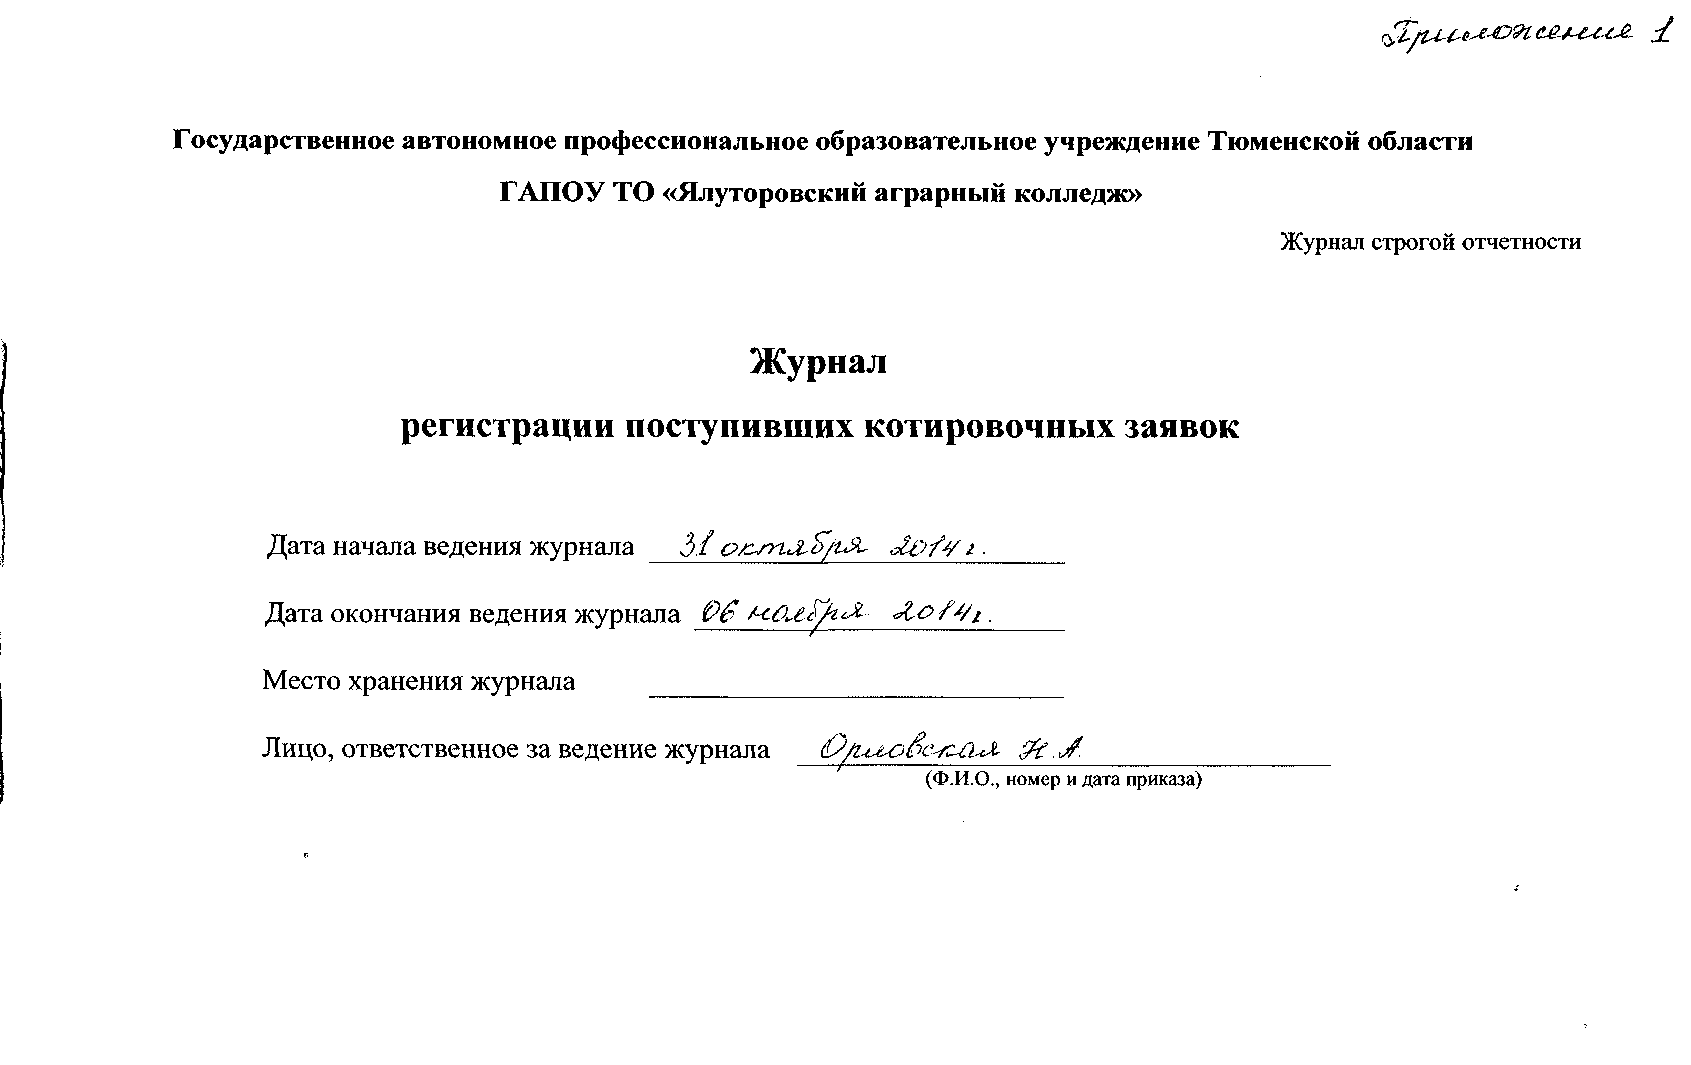 Приложение 1
Государственное автономное профессиональное образовательное учреждение Тюменской области
ГАПОУ ТО «Ялуторовский аграрный колледж»
Журнал строгой отчетности
Журнал
регистрации поступивших котировочных заявок
Дата начала ведения журнала 31 октября 2014 г.
Дата окончания ведения журнала 06 ноября 2014 г.
Место хранения журнала
Лицо, ответственное за ведение журнала Орловская Н.А.
(Ф.И.О., номер и дата приказа)